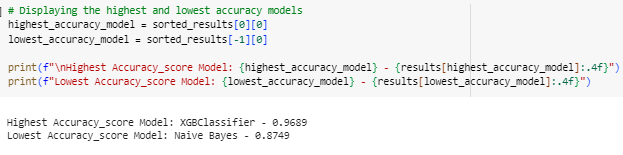 # Displaying the highest and lowest accuracy models
highest_accuracy_model = sorted_results[0][0]
lowest_accuracy_model = sorted_results[-1][0]
print(f"\nHighest Accuracy_score Model: {highest_accuracy_model} - {results[highest_accuracy_model]:.4f}")
print(f"Lowest Accuracy_score Model: {lowest_accuracy_model} - {results[lowest_accuracy_model]:.4f}")
Highest Accuracy_score Model: XGBClassifier - 0.9689
Lowest Accuracy_score Model: Naive Bayes - 0.8749